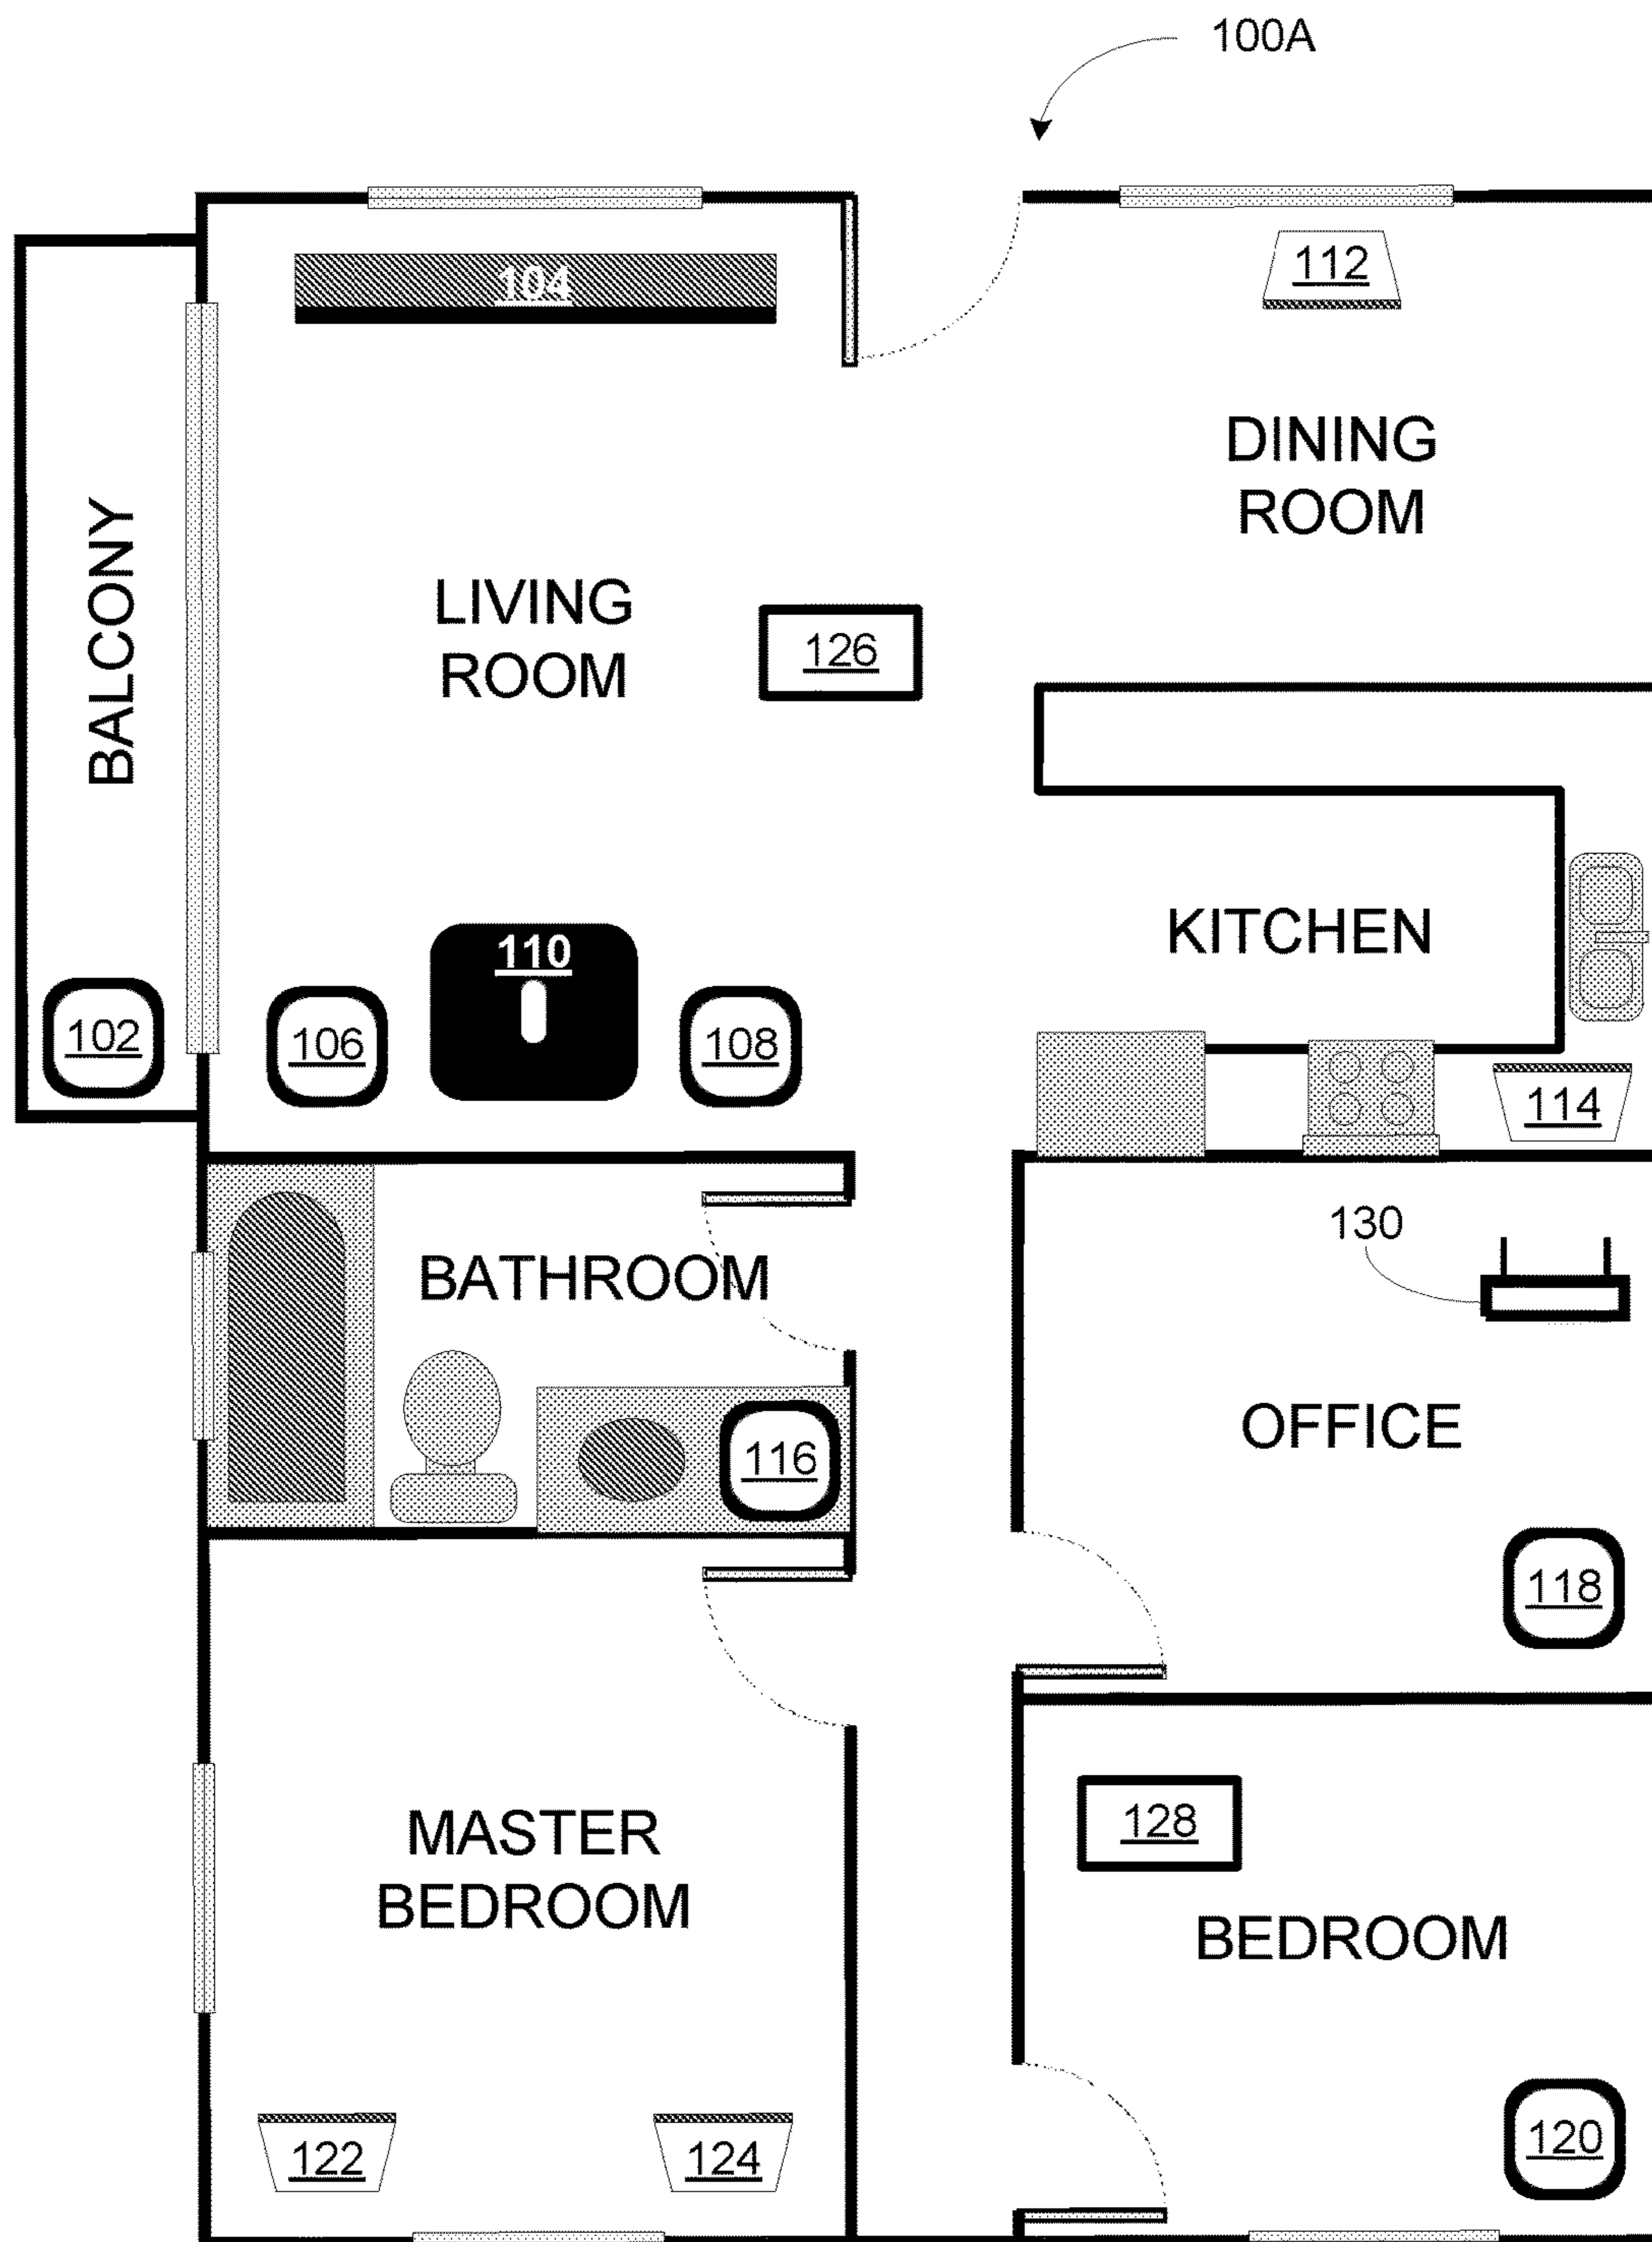 100A
104
112
DINING
ROOM
BALCONY
LIVING
ROOM
126
KITCHEN
110
102
106
108
114
130
BATHROOM
OFFICE
116
118
MASTER
BEDROOM
128
BEDROOM
122
124
120